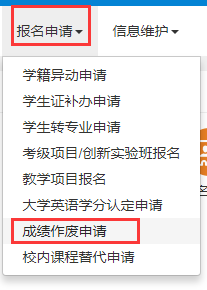 报名申请 信息维护
学籍异动申请
学生证补办申请
学生转专业申请
考级项目/创新实验班报名
教学项目报名
大学英语学分认定申请
成绩作废申请
校内课程替代申请